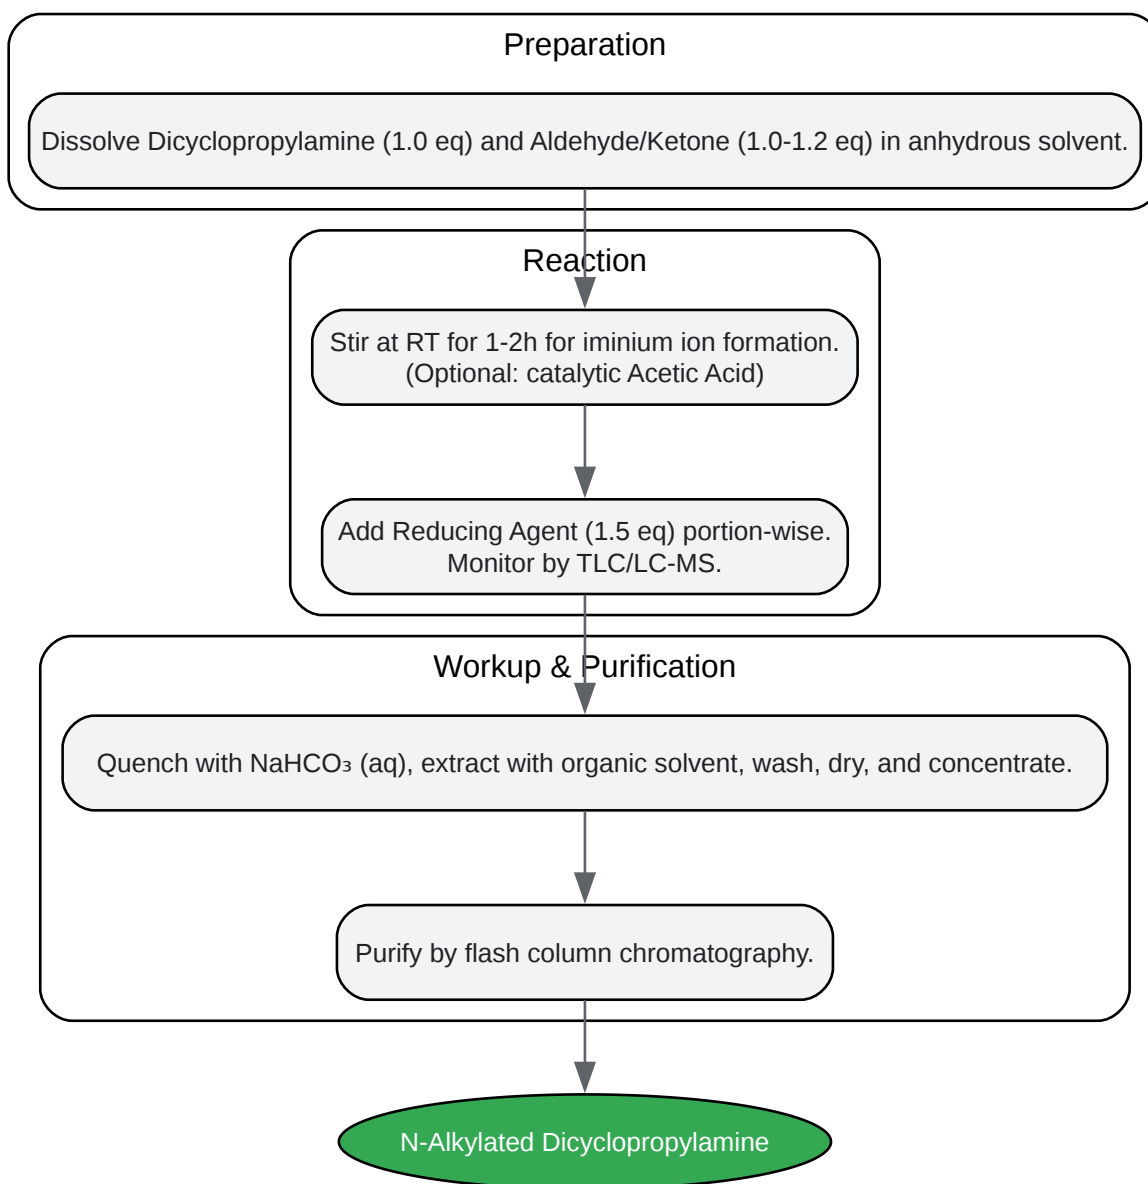 Preparation
Dissolve Dicyclopropylamine (1.0 eq) and Aldehyde/Ketone (1.0-1.2 eq) in anhydrous solvent.
Reaction
Stir at RT for 1-2h for iminium ion formation.
(Optional: catalytic Acetic Acid)
Add Reducing Agent (1.5 eq) portion-wise.
Monitor by TLC/LC-MS.
Workup & Purification
Quench with NaHCO₃ (aq), extract with organic solvent, wash, dry, and concentrate.
Purify by flash column chromatography.
N-Alkylated Dicyclopropylamine